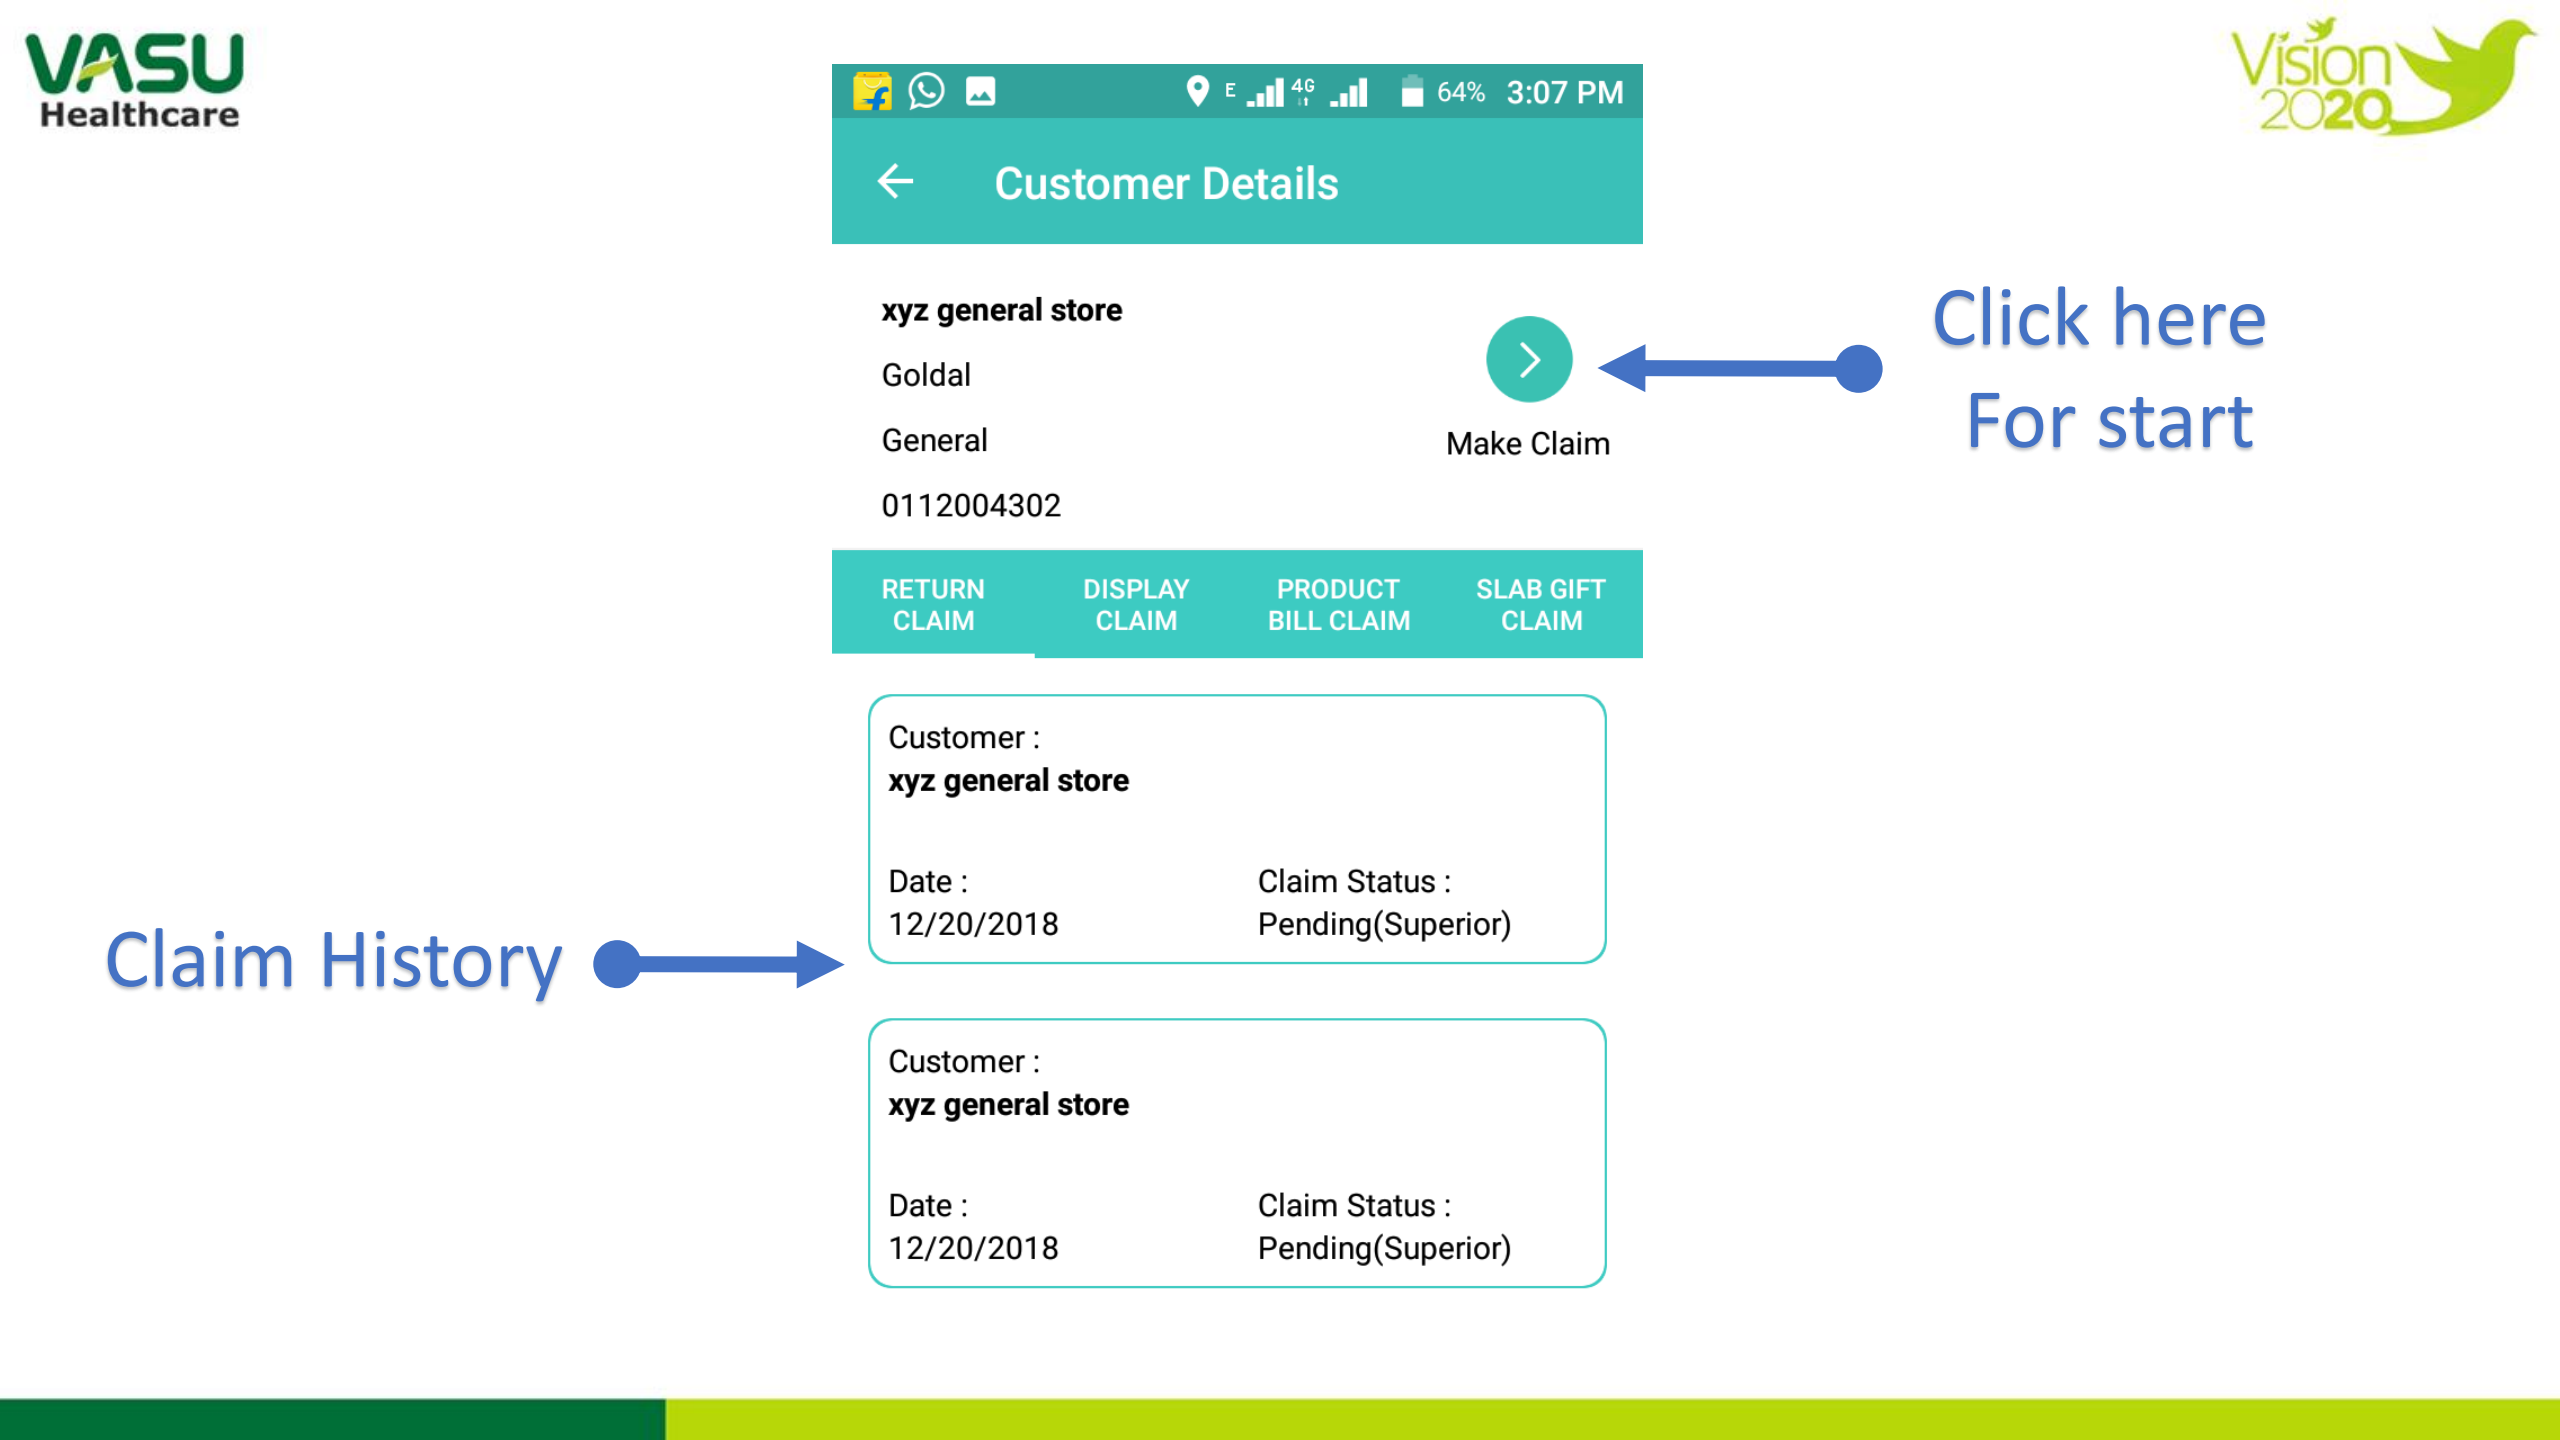 VASU
Healthcare
Vision
2020
E 4G 64% 3:07 PM
Customer Details
xyz general store
Goldal
General
0112004302
Make Claim
Click here
For start
RETURN CLAIM
DISPLAY CLAIM
PRODUCT BILL CLAIM
SLAB GIFT CLAIM
Customer :
xyz general store
Date :
12/20/2018
Claim Status :
Pending(Superior)
Claim History
Customer :
xyz general store
Date :
12/20/2018
Claim Status :
Pending(Superior)